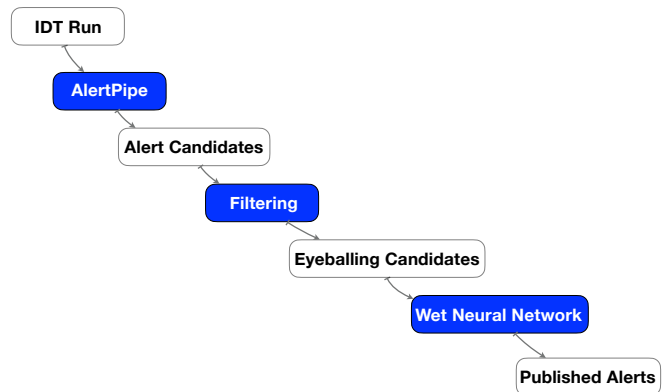 IDT Run
AlertPipe
Alert Candidates
Filtering
Eyeballing Candidates
Wet Neural Network
Published Alerts